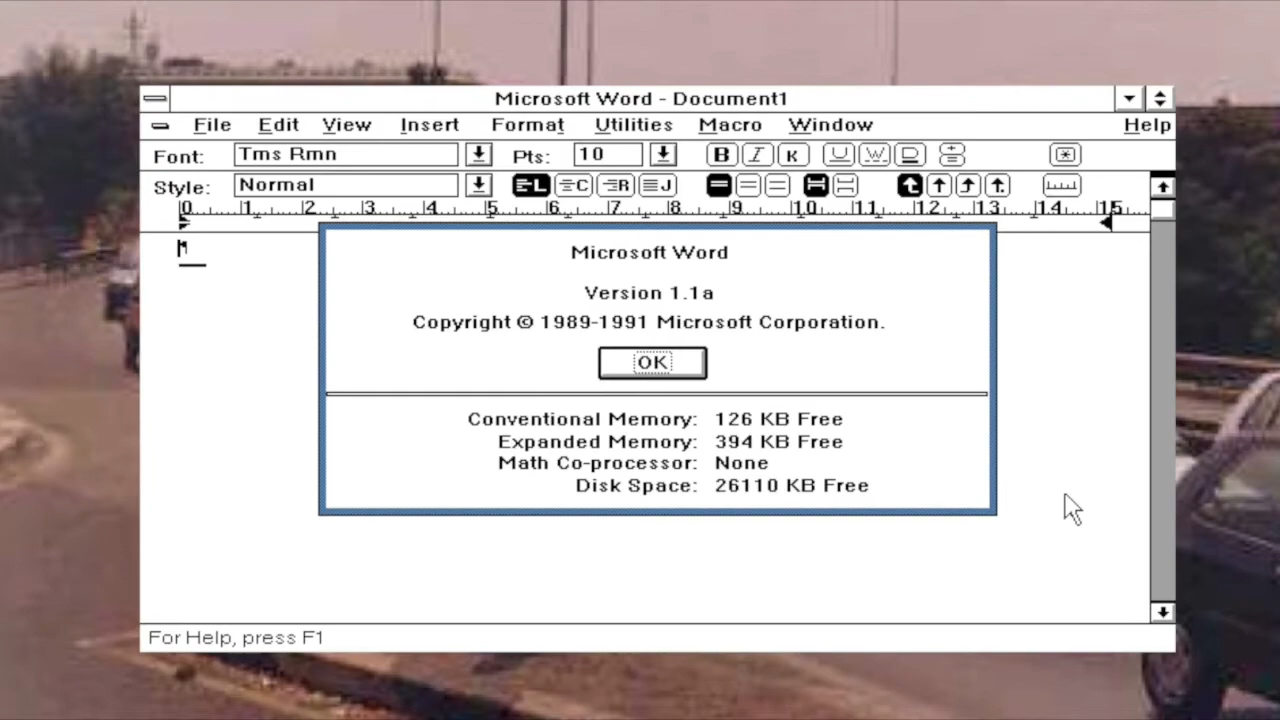 Microsoft Word - Document1
File Edit View Insert Format Utilities Macro Window Help
Font: Tms Rmn Pts: 10 B I K U W D
Style: Normal L C R J
0 1 2 3 4 5 6 7 8 9 10 11 12 13 14 15
Microsoft Word
Version 1.1a
Copyright © 1989-1991 Microsoft Corporation.
OK
Conventional Memory: 126 KB Free
Expanded Memory: 394 KB Free
Math Co-processor: None
Disk Space: 26110 KB Free
For Help, press F1